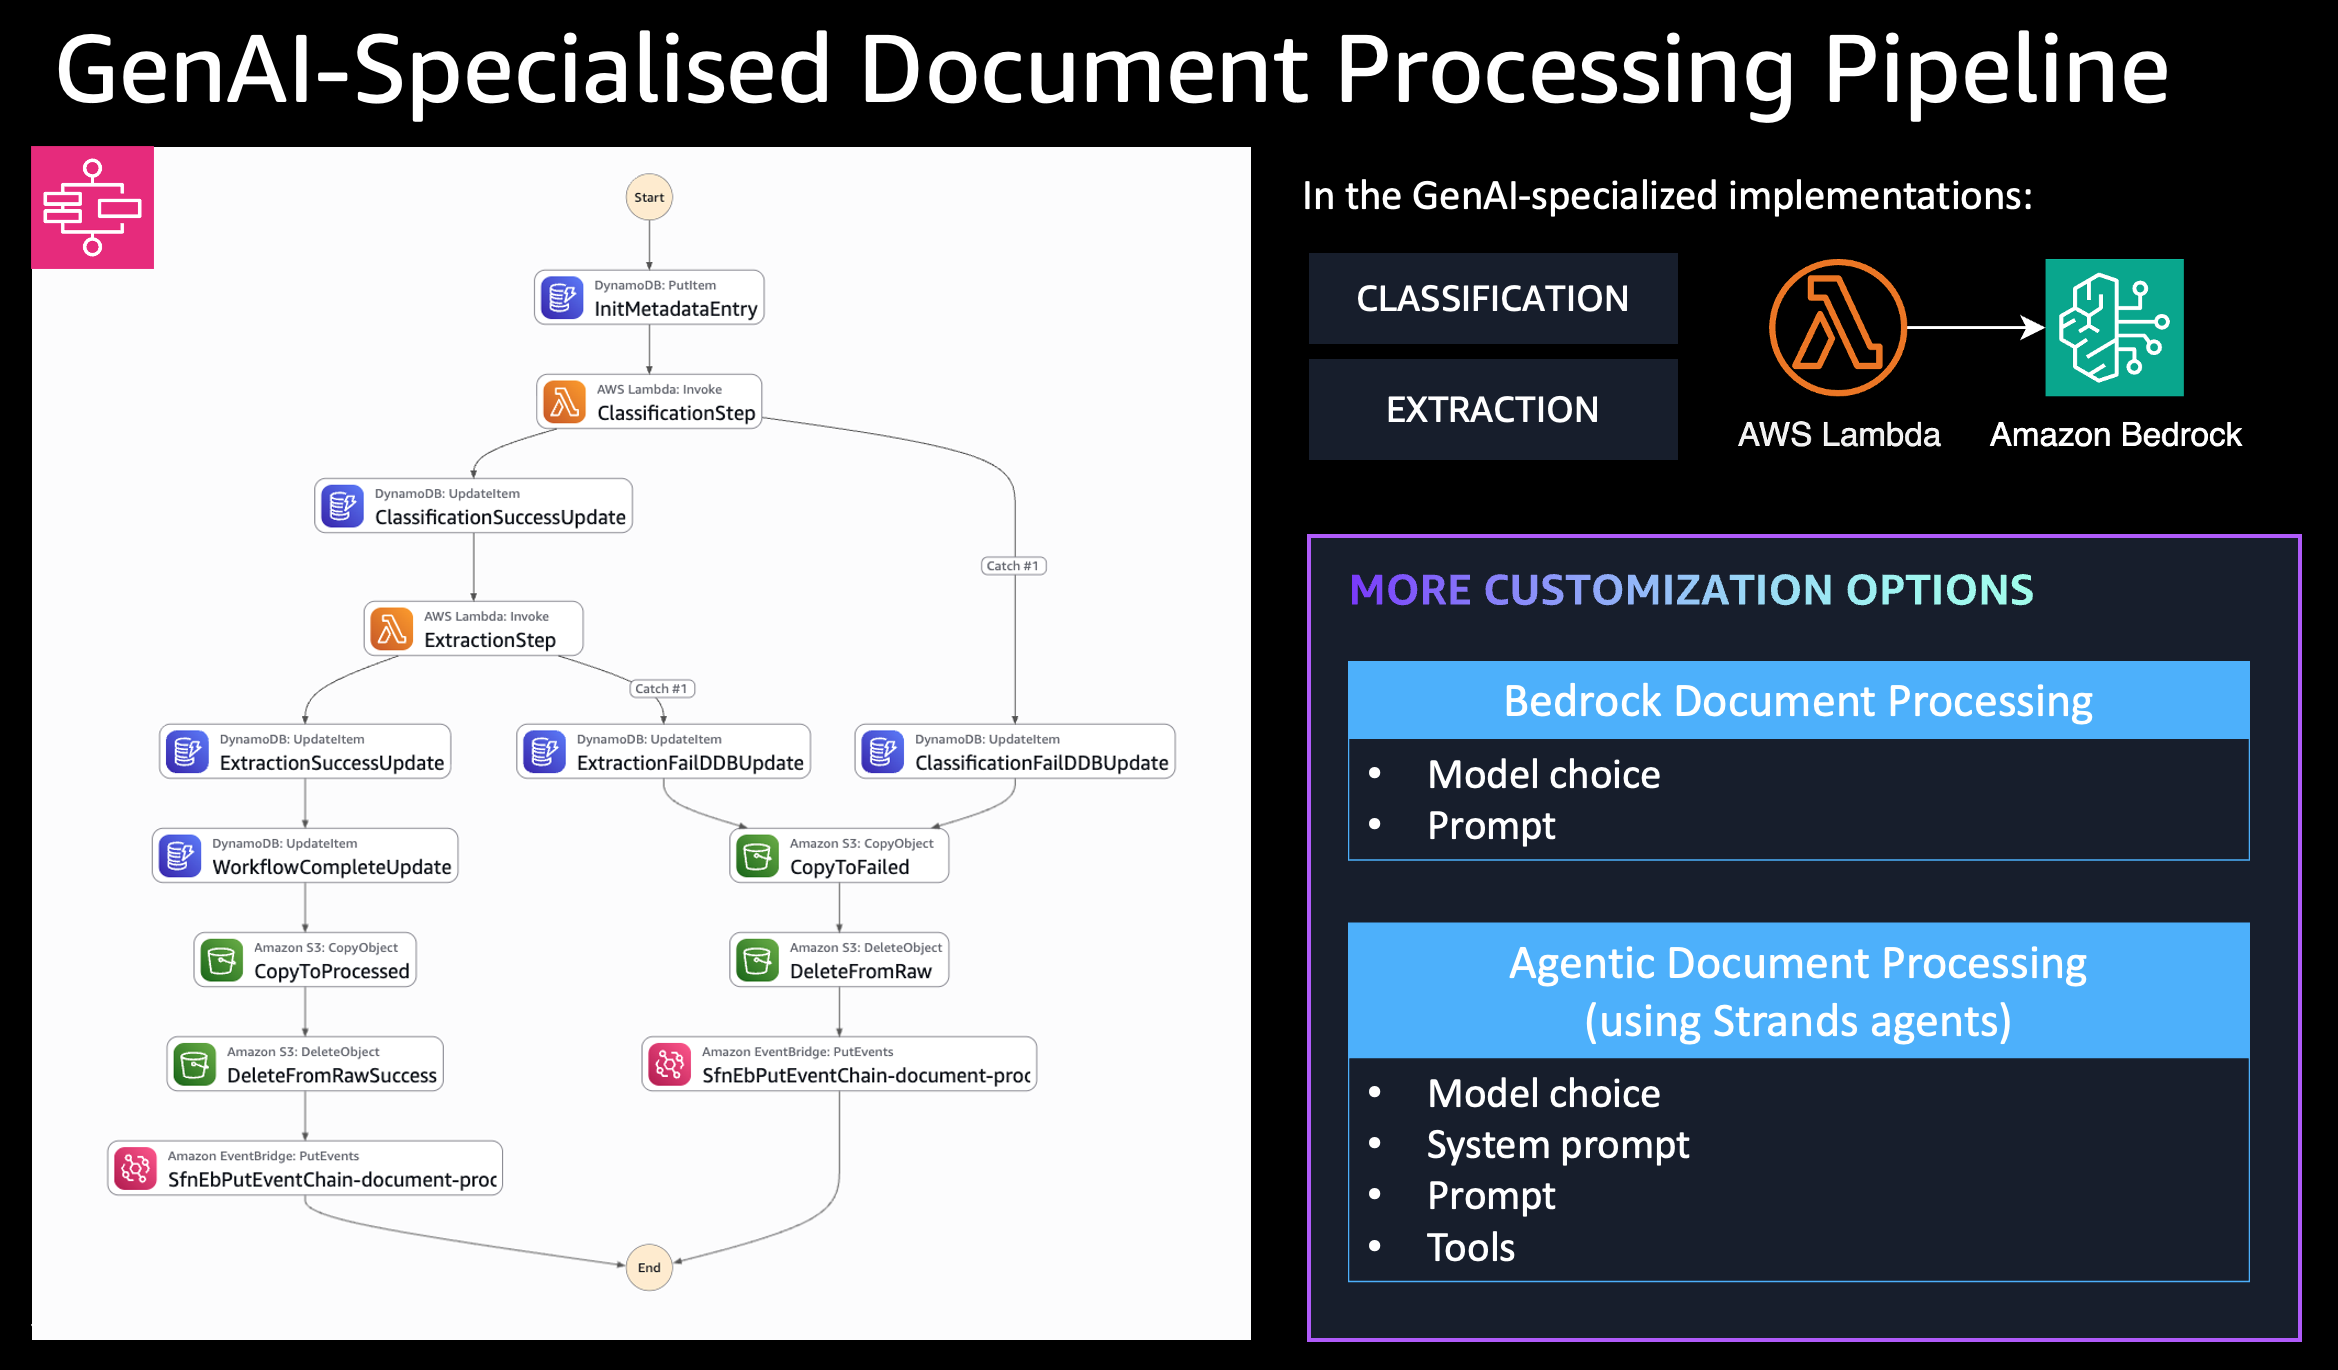 GenAI-Specialised Document Processing Pipeline
Start
DynamoDB: PutItem
InitMetadataEntry
AWS Lambda: Invoke
ClassificationStep
DynamoDB: UpdateItem
ClassificationSuccessUpdate
Catch #1
AWS Lambda: Invoke
ExtractionStep
Catch #1
DynamoDB: UpdateItem
ExtractionSuccessUpdate
DynamoDB: UpdateItem
ExtractionFailDDBUpdate
DynamoDB: UpdateItem
ClassificationFailDDBUpdate
DynamoDB: UpdateItem
WorkflowCompleteUpdate
Amazon S3: CopyObject
CopyToFailed
Amazon S3: CopyObject
CopyToProcessed
Amazon S3: DeleteObject
DeleteFromRaw
Amazon S3: DeleteObject
DeleteFromRawSuccess
Amazon EventBridge: PutEvents
SfnEbPutEventChain-document-proc
Amazon EventBridge: PutEvents
SfnEbPutEventChain-document-proc
End
In the GenAI-specialized implementations:
CLASSIFICATION
EXTRACTION
AWS Lambda
Amazon Bedrock
MORE CUSTOMIZATION OPTIONS
Bedrock Document Processing
• Model choice
• Prompt
Agentic Document Processing
(using Strands agents)
• Model choice
• System prompt
• Prompt
• Tools